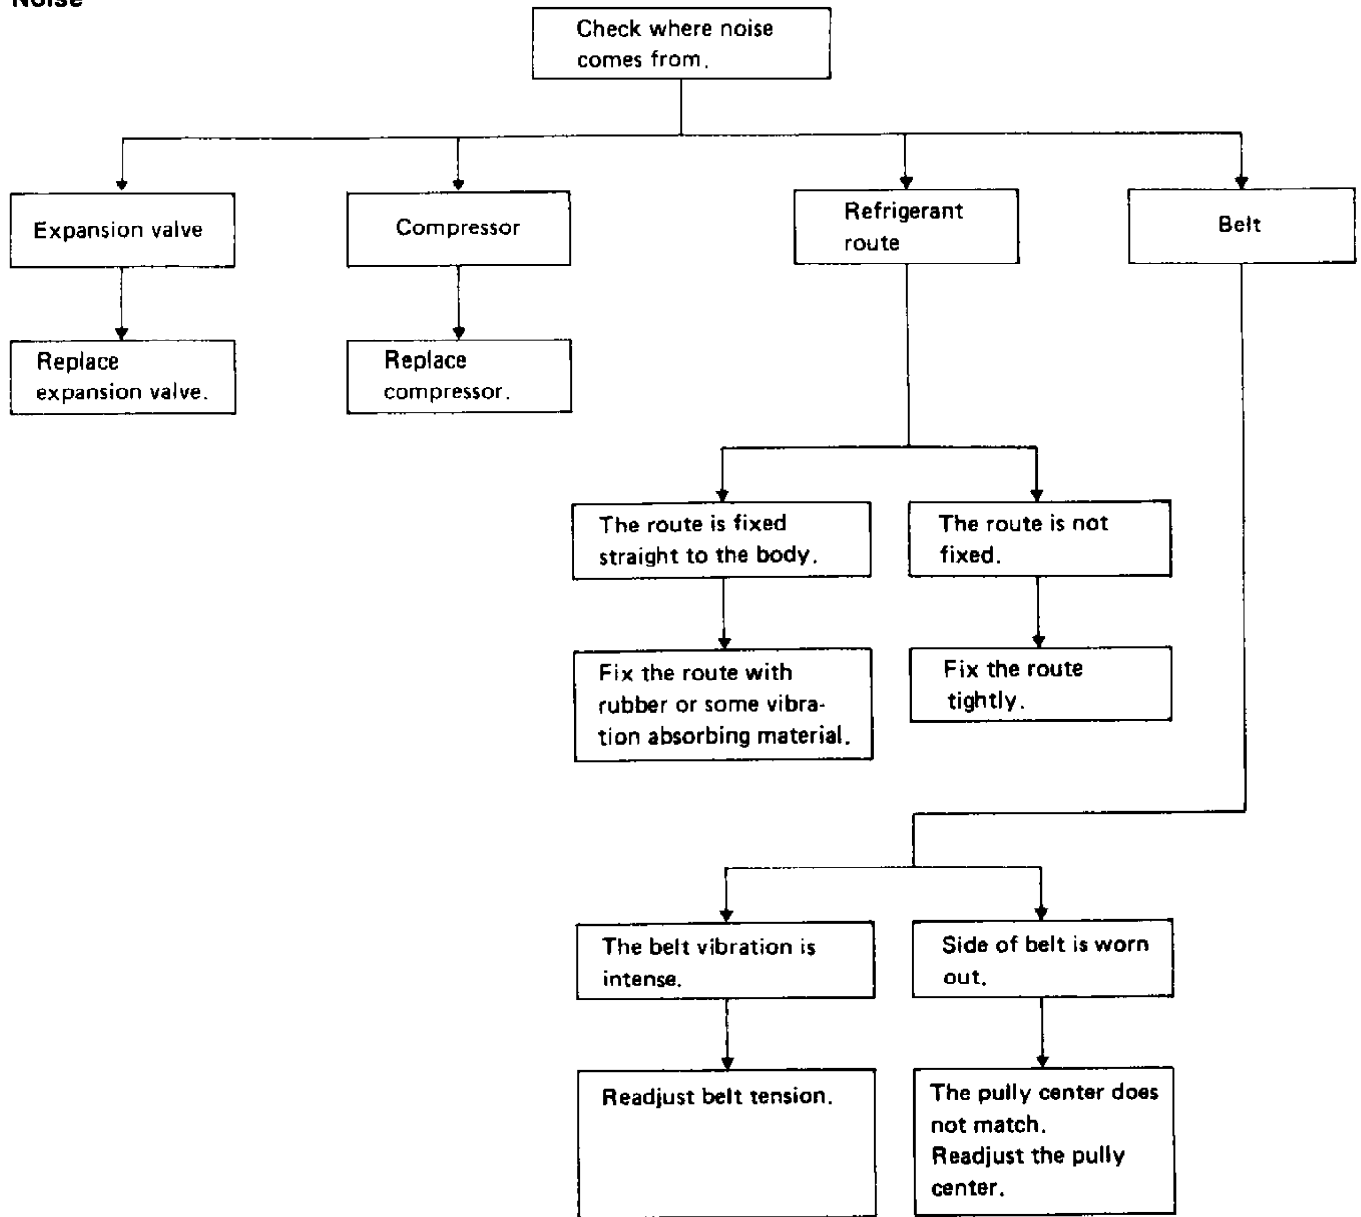 Noise
Check where noise
comes from.
Expansion valve
Compressor
Refrigerant
route
Belt
Replace
expansion valve.
Replace
compressor.
The route is fixed
straight to the body.
The route is not
fixed.
Fix the route with
rubber or some vibra-
tion absorbing material.
Fix the route
tightly.
The belt vibration is
intense.
Side of belt is worn
out.
Readjust belt tension.
The pully center does
not match.
Readjust the pully
center.